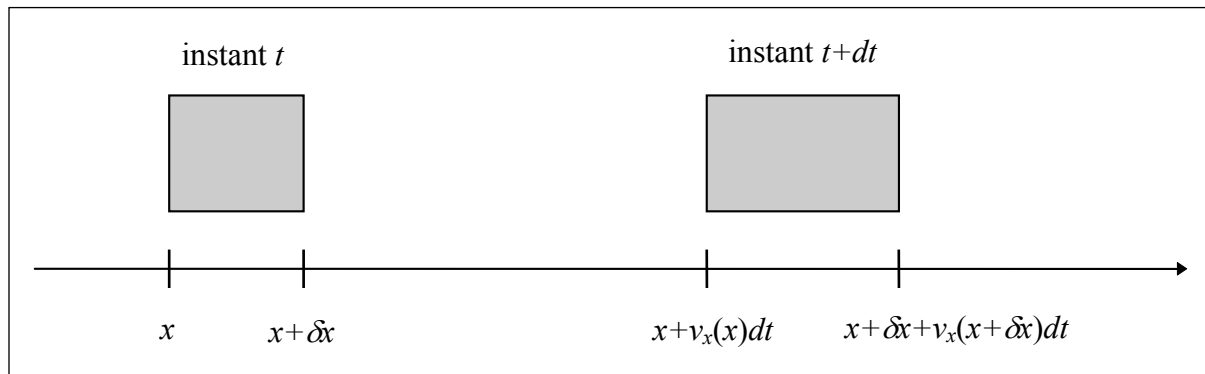 instant t
instant t+dt
x
x+δx
x+vₓ(x)dt
x+δx+vₓ(x+δx)dt